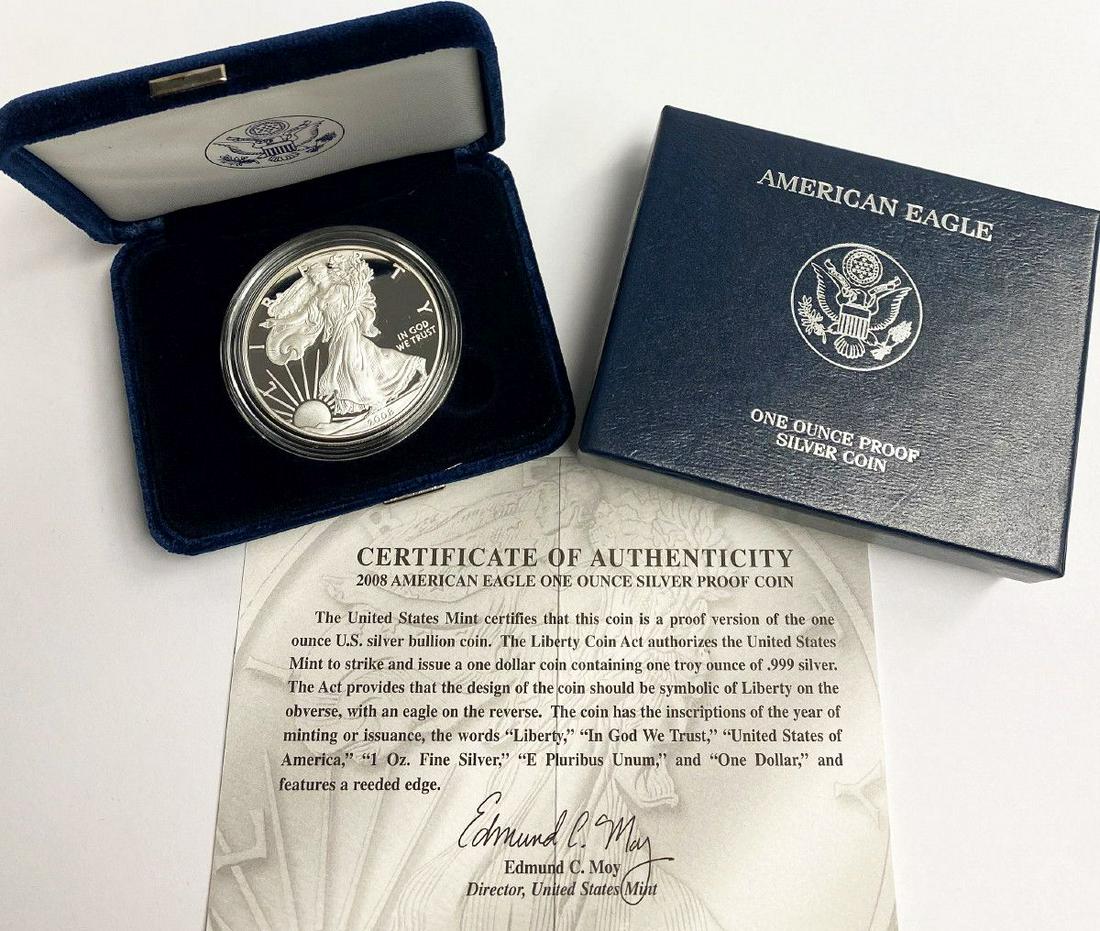 LIBERTY
IN GOD
WE TRUST
2008
AMERICAN EAGLE
ONE OUNCE PROOF
SILVER COIN
CERTIFICATE OF AUTHENTICITY
2008 AMERICAN EAGLE ONE OUNCE SILVER PROOF COIN
The United States Mint certifies that this coin is a proof version of the one
ounce U.S. silver bullion coin. The Liberty Coin Act authorizes the United States
Mint to strike and issue a one dollar coin containing one troy ounce of .999 silver.
The Act provides that the design of the coin should be symbolic of Liberty on the
obverse, with an eagle on the reverse. The coin has the inscriptions of the year of
minting or issuance, the words “Liberty,” “In God We Trust,” “United States of
America,” “1 Oz. Fine Silver,” “E Pluribus Unum,” and “One Dollar,” and
features a reeded edge.
Edmund C. Moy
Edmund C. Moy
Director, United States Mint